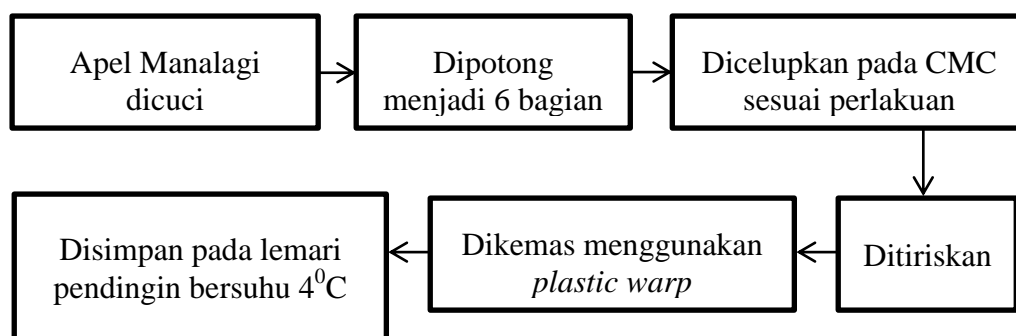 Apel Manalagi
dicuci
Dipotong
menjadi 6 bagian
Dicelupkan pada CMC
sesuai perlakuan
Ditiriskan
Dikemas menggunakan
plastic warp
Disimpan pada lemari
pendingin bersuhu 4⁰C